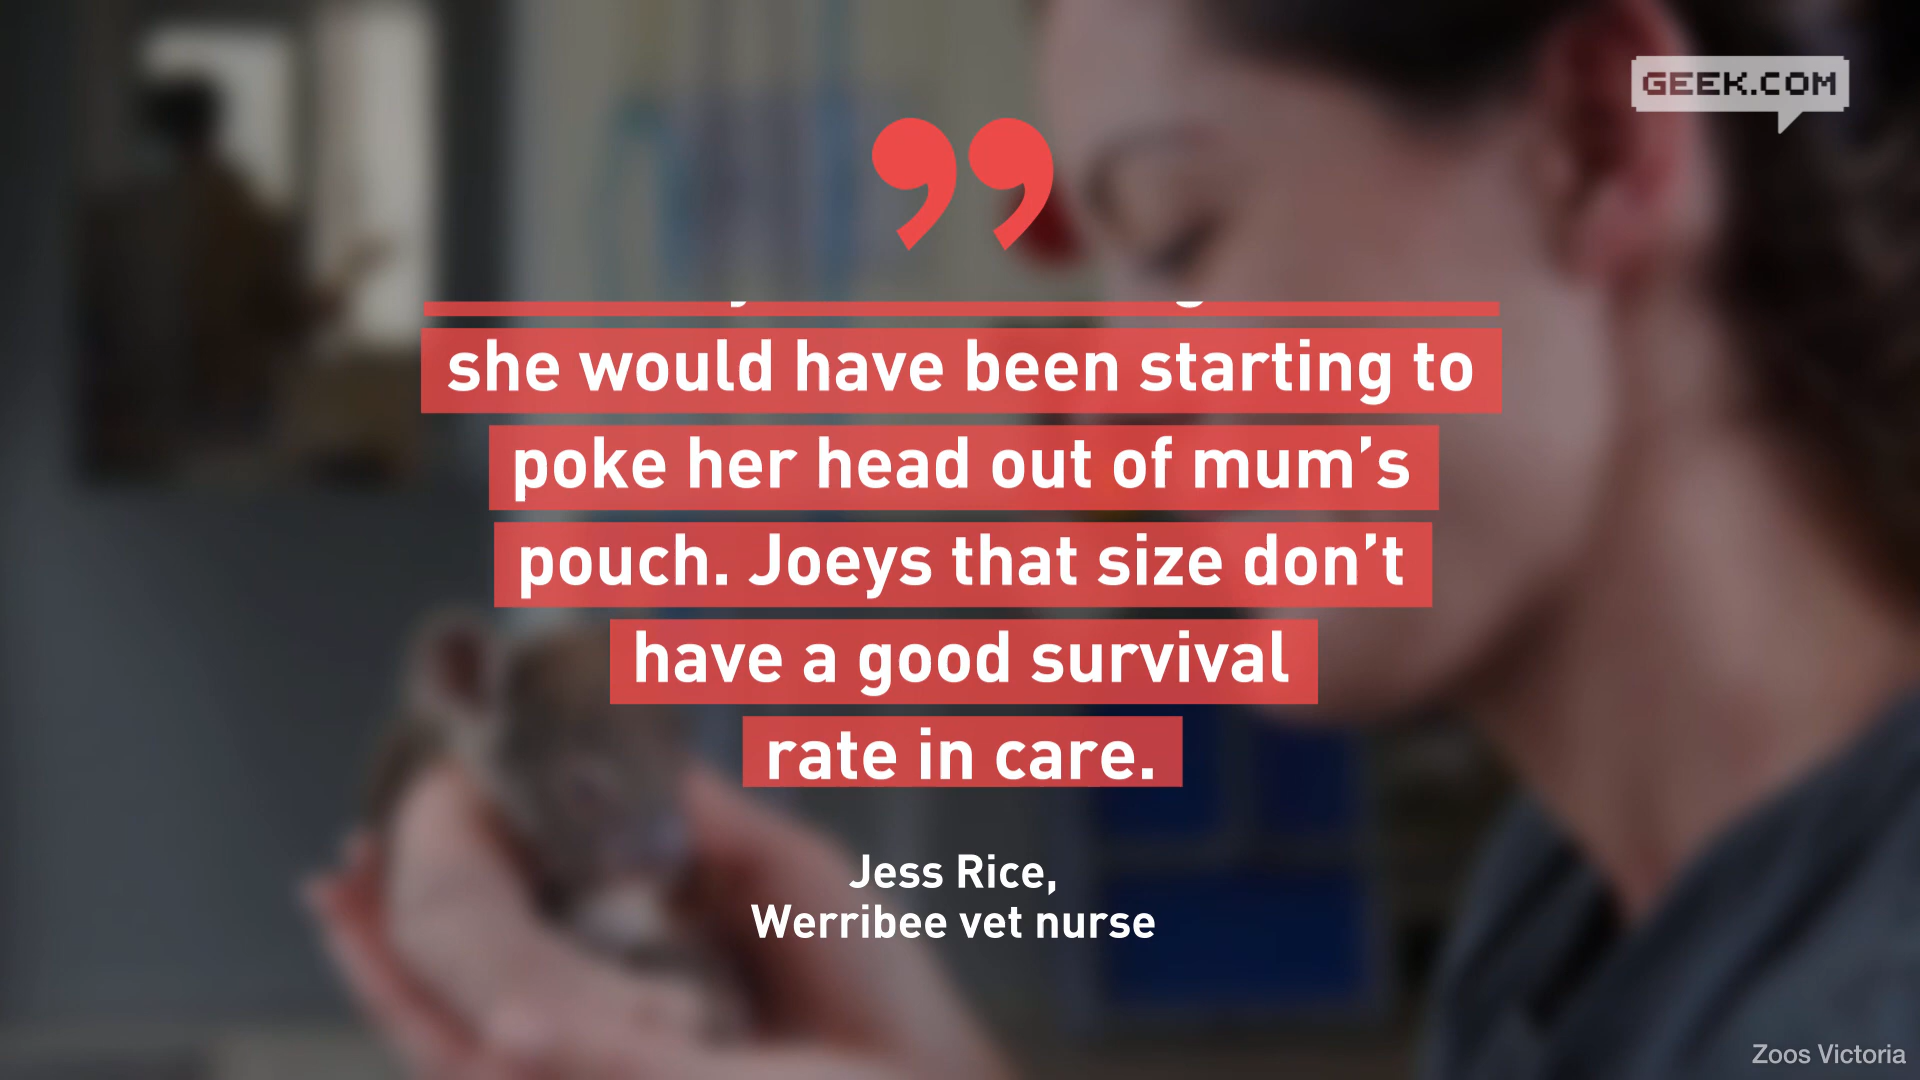 GEEK.COM
”
she would have been starting to
poke her head out of mum’s
pouch. Joeys that size don’t
have a good survival
rate in care.
Jess Rice,
Werribee vet nurse
Zoos Victoria